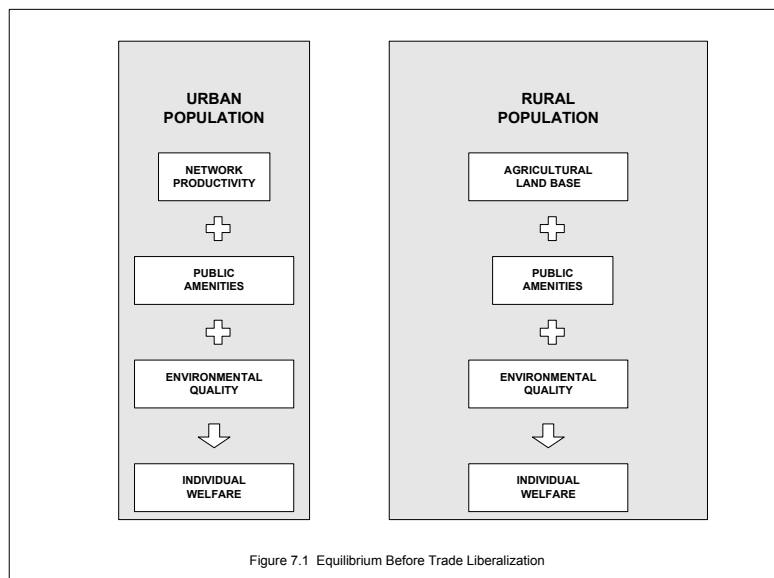 URBAN
POPULATION
NETWORK
PRODUCTIVITY
PUBLIC
AMENITIES
ENVIRONMENTAL
QUALITY
INDIVIDUAL
WELFARE
RURAL
POPULATION
AGRICULTURAL
LAND BASE
PUBLIC
AMENITIES
ENVIRONMENTAL
QUALITY
INDIVIDUAL
WELFARE
Figure 7.1 Equilibrium Before Trade Liberalization